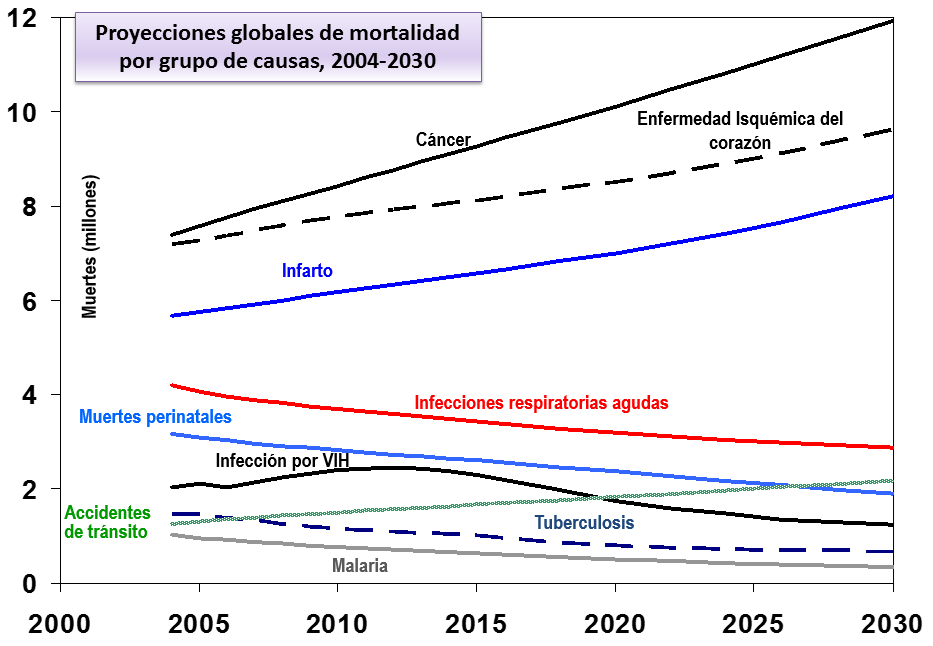 Proyecciones globales de mortalidad
por grupo de causas, 2004-2030
12
10
8
6
4
2
0
Muertes (millones)
Cáncer
Enfermedad Isquémica del
corazón
Infarto
Infecciones respiratorias agudas
Muertes perinatales
Infección por VIH
Accidentes
de tránsito
Tuberculosis
Malaria
2000
2005
2010
2015
2020
2025
2030